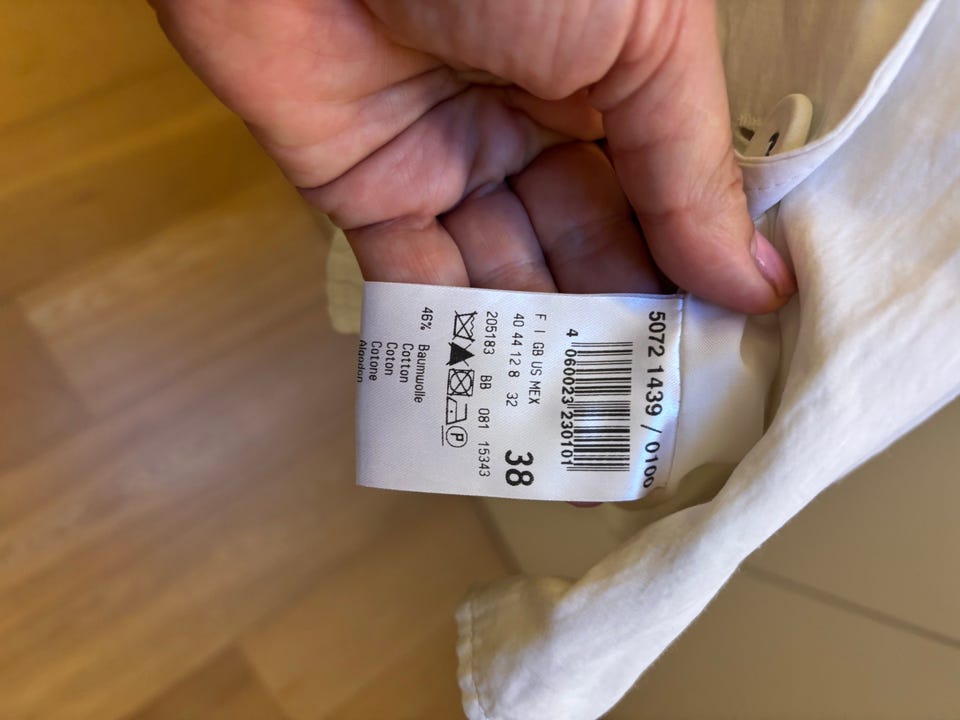 5072 1439 / 0100
4 060023 230101
F I GB US MEX
40 44 12 8 32
38
205183 BB 081 15343
P
46% Baumwolle
Cotton
Coton
Cotone
Algodon